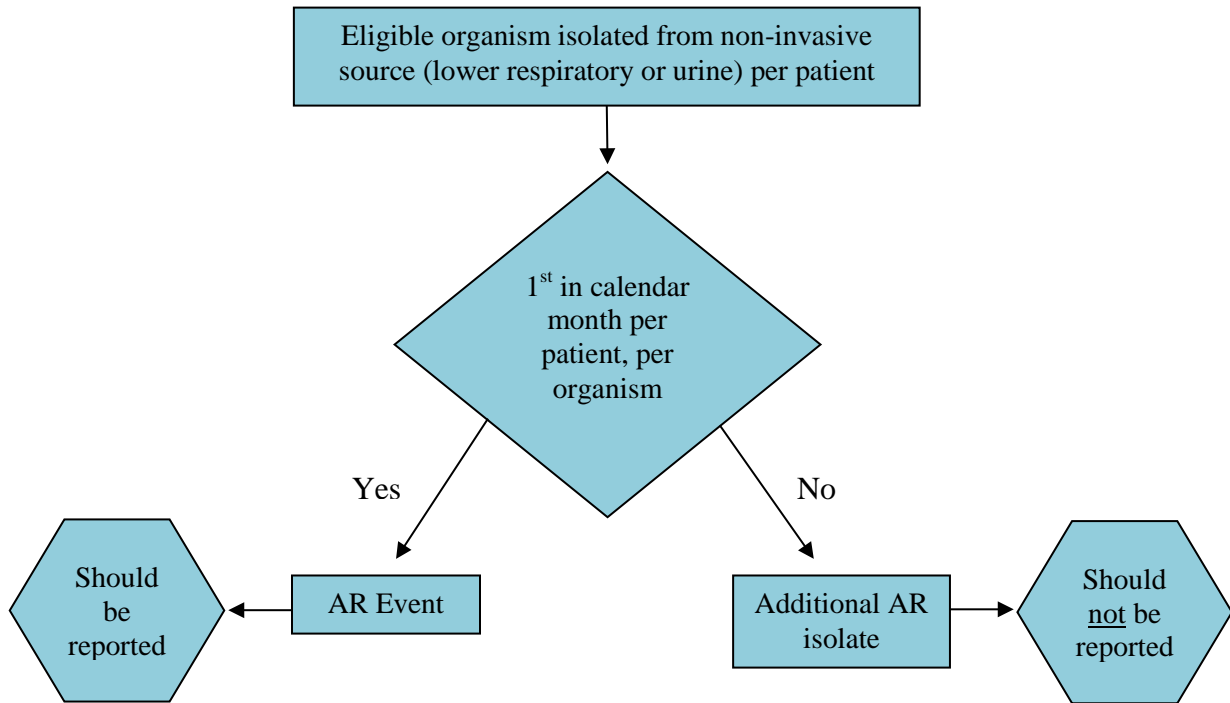 Eligible organism isolated from non-invasive
source (lower respiratory or urine) per patient
1st in calendar
month per
patient, per
organism
Yes
No
Should
be
reported
AR Event
Additional AR
isolate
Should
not be
reported